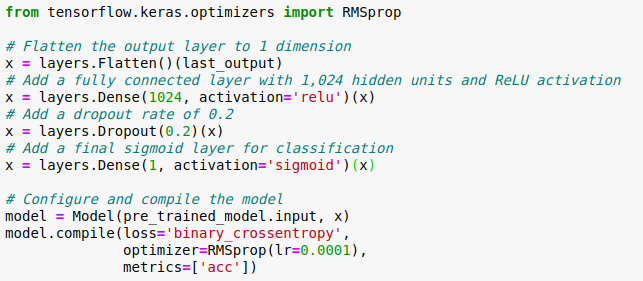 from tensorflow.keras.optimizers import RMSprop
# Flatten the output layer to 1 dimension
x = layers.Flatten()(last_output)
# Add a fully connected layer with 1,024 hidden units and ReLU activation
x = layers.Dense(1024, activation='relu')(x)
# Add a dropout rate of 0.2
x = layers.Dropout(0.2)(x)
# Add a final sigmoid layer for classification
x = layers.Dense(1, activation='sigmoid')(x)
# Configure and compile the model
model = Model(pre_trained_model.input, x)
model.compile(loss='binary_crossentropy',
              optimizer=RMSprop(lr=0.0001),
              metrics=['acc'])